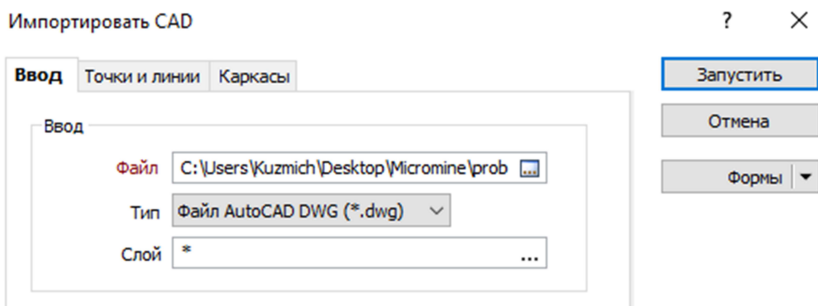 Импортировать CAD ? ×
Ввод Точки и линии Каркасы
Запустить
Отмена
Формы
Ввод
Файл C:\Users\Kuzmich\Desktop\Micromine\prob
Тип Файл AutoCAD DWG (*.dwg)
Слой * ...